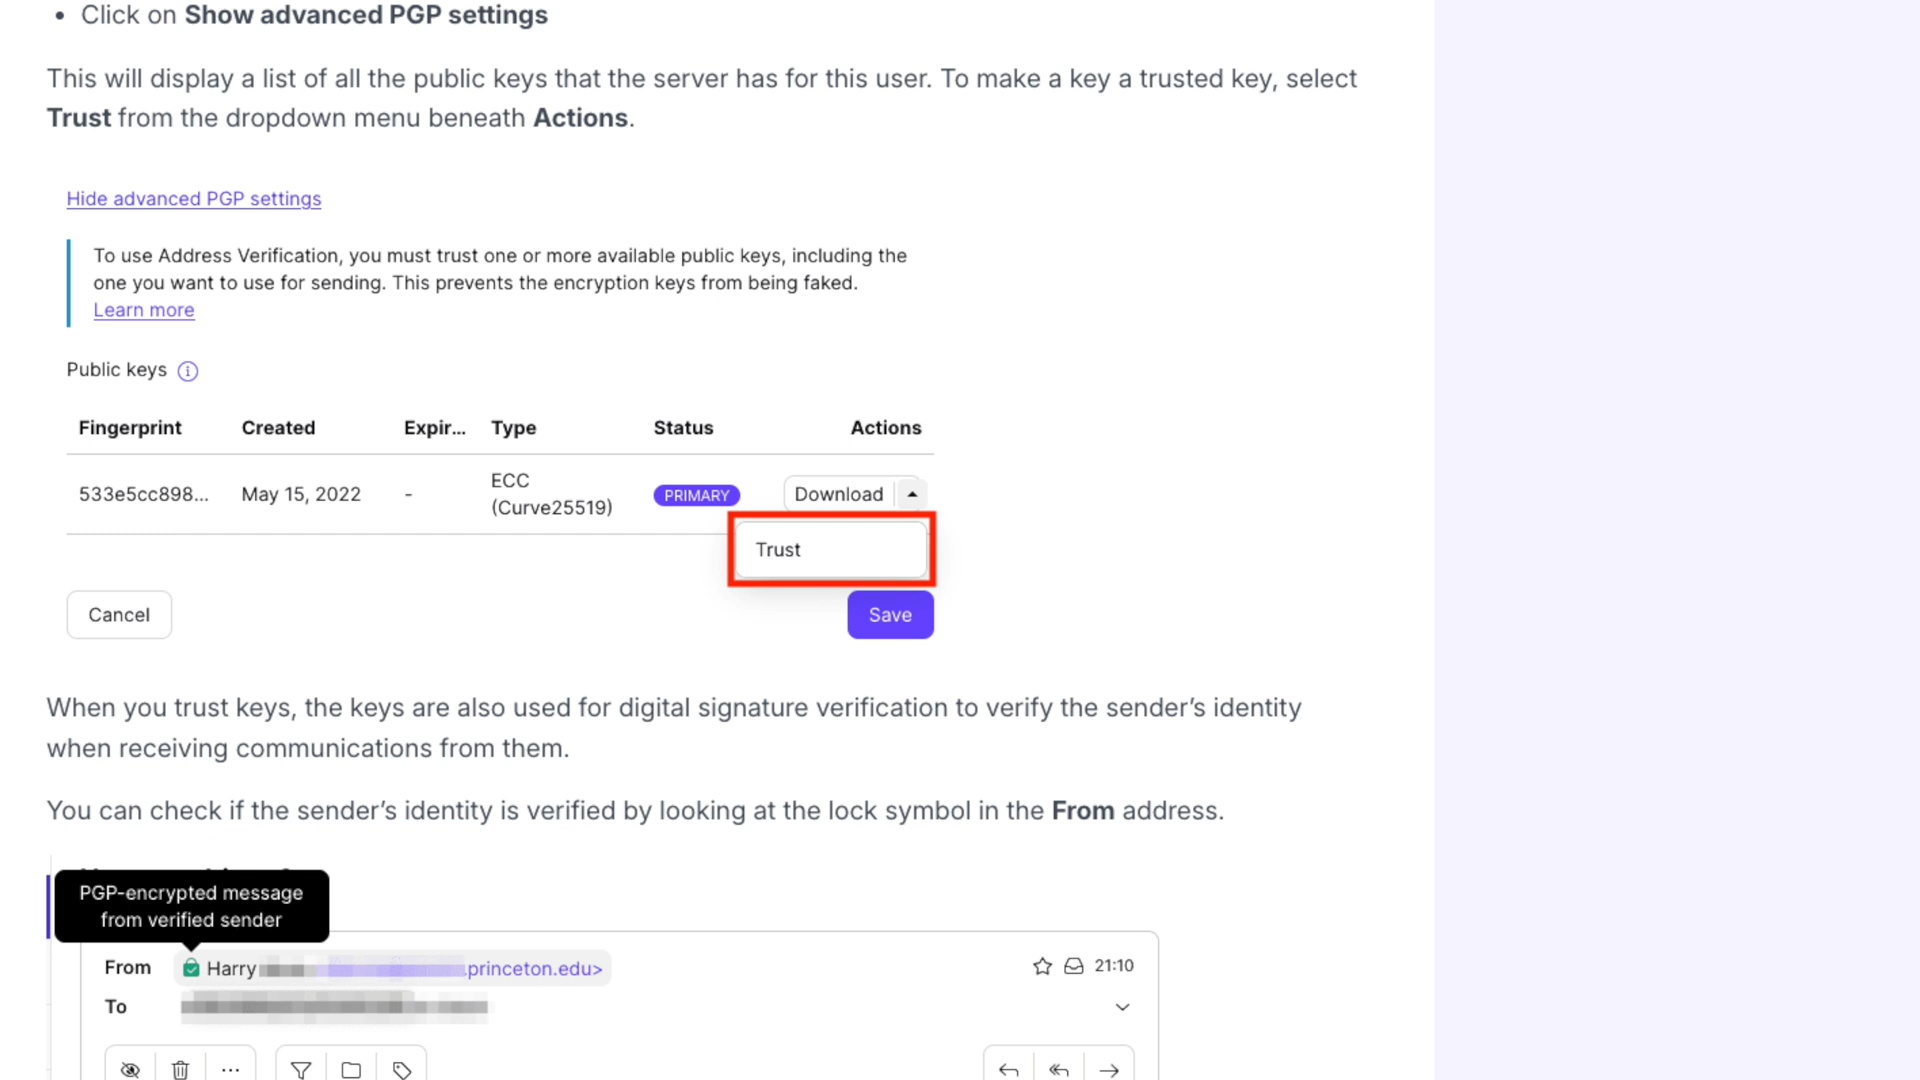 • Click on Show advanced PGP settings
This will display a list of all the public keys that the server has for this user. To make a key a trusted key, select
Trust from the dropdown menu beneath Actions.
Hide advanced PGP settings
To use Address Verification, you must trust one or more available public keys, including the
one you want to use for sending. This prevents the encryption keys from being faked.
Learn more
Public keys
Fingerprint Created Expir... Type Status Actions
533e5cc898... May 15, 2022 - ECC (Curve25519) PRIMARY Download
Trust
Cancel Save
When you trust keys, the keys are also used for digital signature verification to verify the sender’s identity
when receiving communications from them.
You can check if the sender’s identity is verified by looking at the lock symbol in the From address.
PGP-encrypted message
from verified sender
From Harry .princeton.edu> 21:10
To